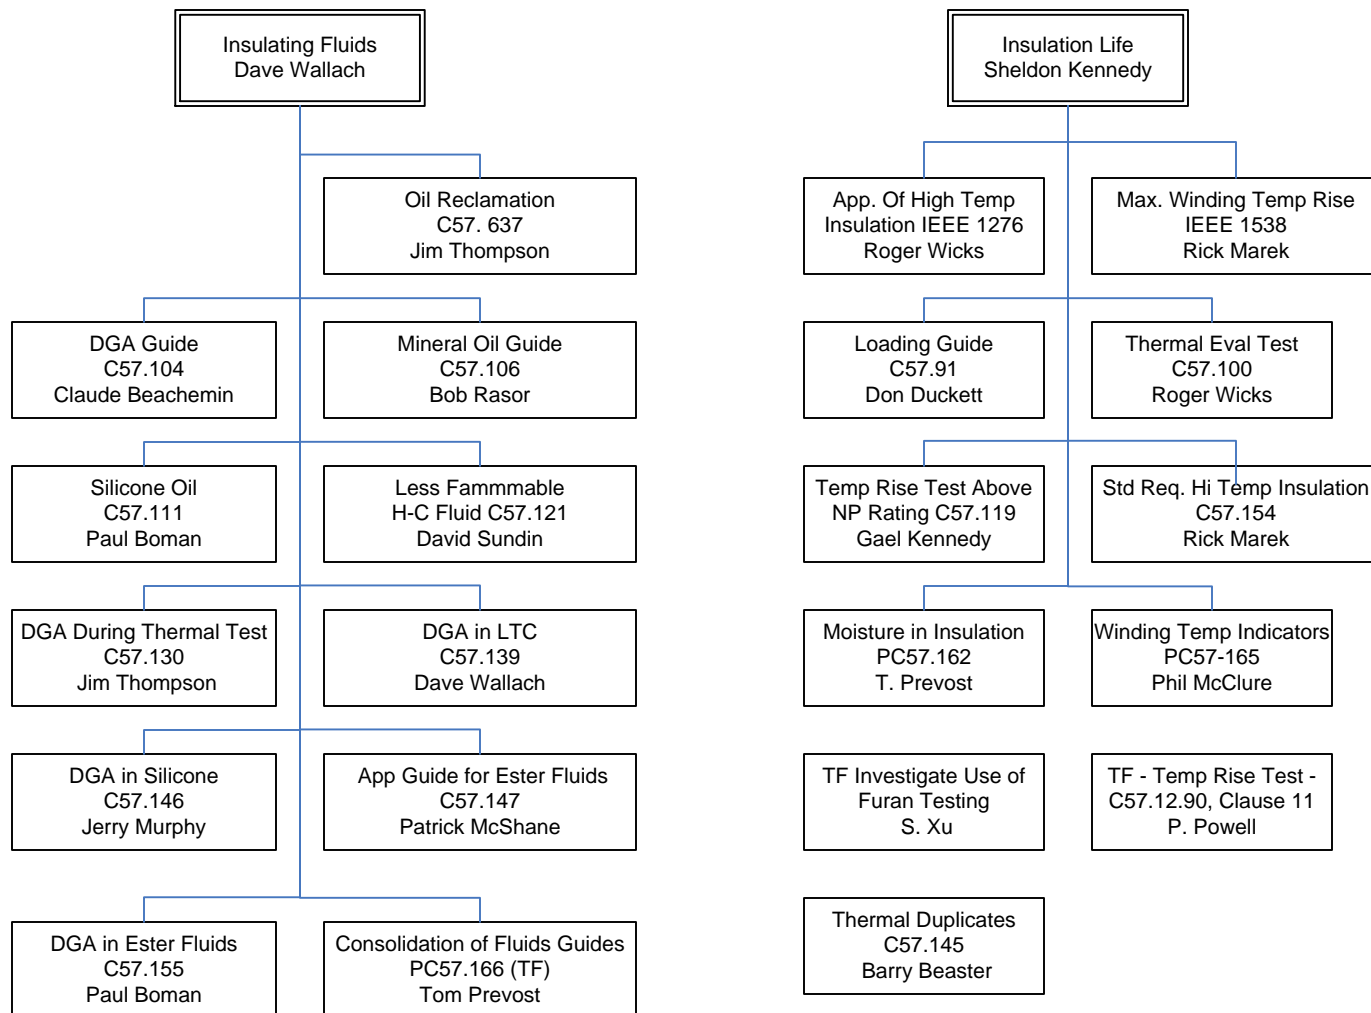 Insulating Fluids
Dave Wallach
Oil Reclamation
C57. 637
Jim Thompson
DGA Guide
C57.104
Claude Beachemin
Mineral Oil Guide
C57.106
Bob Rasor
Silicone Oil
C57.111
Paul Boman
Less Fammmable
H-C Fluid C57.121
David Sundin
DGA During Thermal Test
C57.130
Jim Thompson
DGA in LTC
C57.139
Dave Wallach
DGA in Silicone
C57.146
Jerry Murphy
App Guide for Ester Fluids
C57.147
Patrick McShane
DGA in Ester Fluids
C57.155
Paul Boman
Consolidation of Fluids Guides
PC57.166 (TF)
Tom Prevost
Insulation Life
Sheldon Kennedy
App. Of High Temp
Insulation IEEE 1276
Roger Wicks
Max. Winding Temp Rise
IEEE 1538
Rick Marek
Loading Guide
C57.91
Don Duckett
Thermal Eval Test
C57.100
Roger Wicks
Temp Rise Test Above
NP Rating C57.119
Gael Kennedy
Std Req. Hi Temp Insulation
C57.154
Rick Marek
Moisture in Insulation
PC57.162
T. Prevost
Winding Temp Indicators
PC57-165
Phil McClure
TF Investigate Use of
Furan Testing
S. Xu
TF - Temp Rise Test -
C57.12.90, Clause 11
P. Powell
Thermal Duplicates
C57.145
Barry Beaster